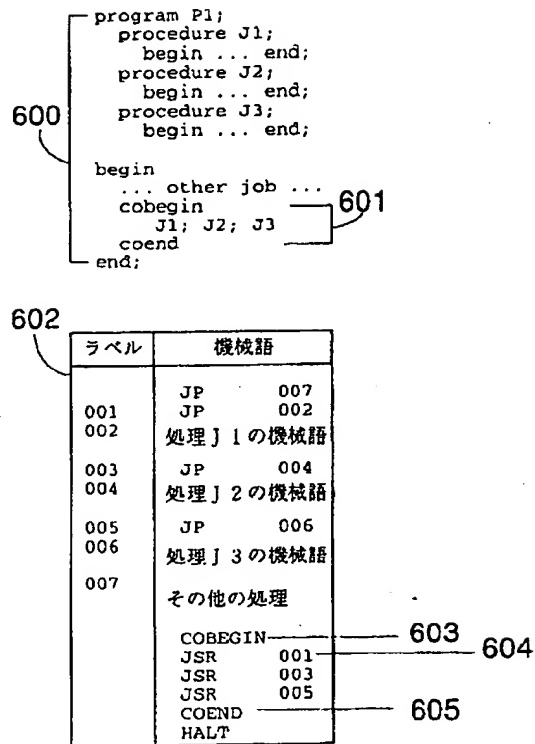 program P1;
procedure J1;
begin ... end;
procedure J2;
begin ... end;
procedure J3;
begin ... end;
600
begin
... other job ...
601
cobegin
J1; J2; J3
coend
end;
602
ラベル 機械語
JP 007
001 JP 002
002 処理J1の機械語
003 JP 004
004 処理J2の機械語
005 JP 006
006 処理J3の機械語
007
その他の処理
COBEGIN 603
JSR 001 604
JSR 003
JSR 005
COEND 605
HALT